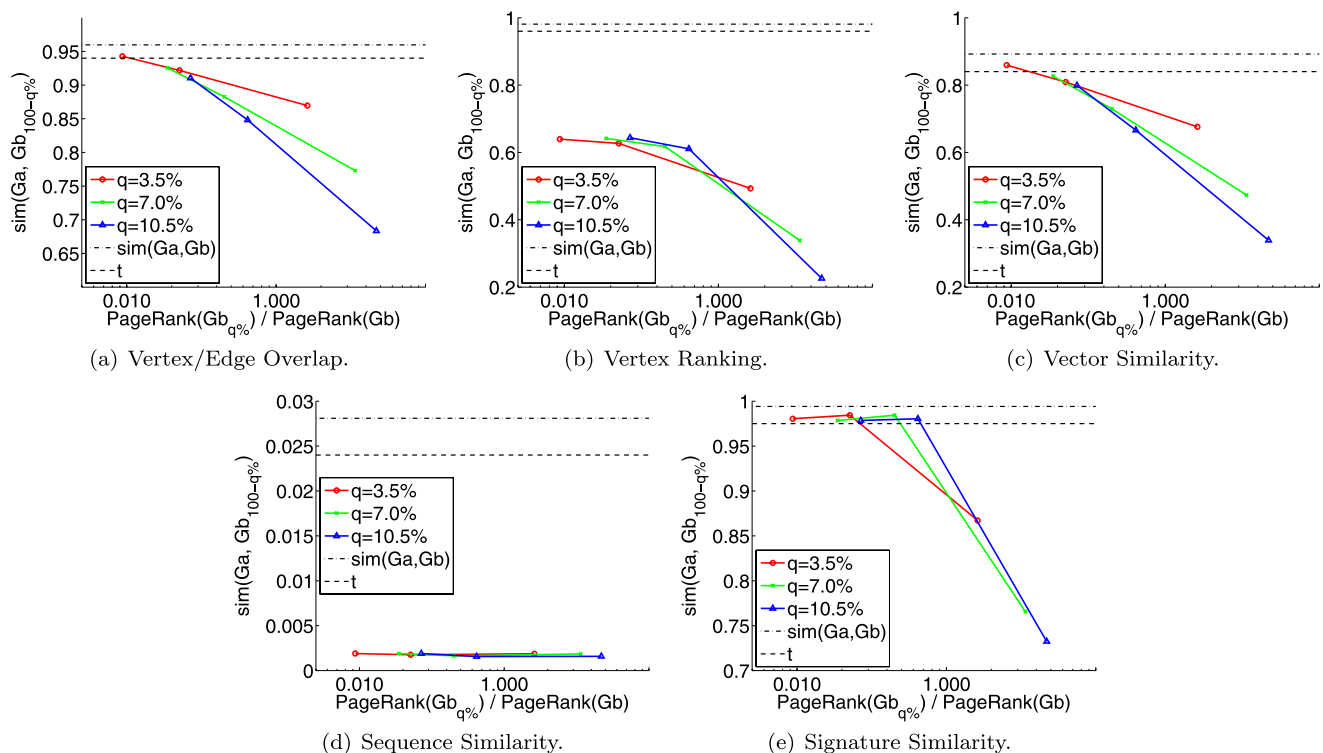 0.95
0.9
0.85
0.8
0.75
0.7
0.65
sim(Ga, Gb100−q%)
q=3.5%
q=7.0%
q=10.5%
sim(Ga,Gb)
t
0.010 1.000
PageRank(Gbq%) / PageRank(Gb)
(a) Vertex/Edge Overlap.
1
0.8
0.6
0.4
0.2
sim(Ga, Gb100−q%)
q=3.5%
q=7.0%
q=10.5%
sim(Ga,Gb)
t
0.010 1.000
PageRank(Gbq%) / PageRank(Gb)
(b) Vertex Ranking.
1
0.8
0.6
0.4
0.2
sim(Ga, Gb100−q%)
q=3.5%
q=7.0%
q=10.5%
sim(Ga,Gb)
t
0.010 1.000
PageRank(Gbq%) / PageRank(Gb)
(c) Vector Similarity.
0.03
0.025
0.02
0.015
0.01
0.005
0
sim(Ga, Gb100−q%)
q=3.5%
q=7.0%
q=10.5%
sim(Ga,Gb)
t
0.010 1.000
PageRank(Gbq%) / PageRank(Gb)
(d) Sequence Similarity.
1
0.95
0.9
0.85
0.8
0.75
0.7
sim(Ga, Gb100−q%)
q=3.5%
q=7.0%
q=10.5%
sim(Ga,Gb)
t
0.010 1.000
PageRank(Gbq%) / PageRank(Gb)
(e) Signature Similarity.